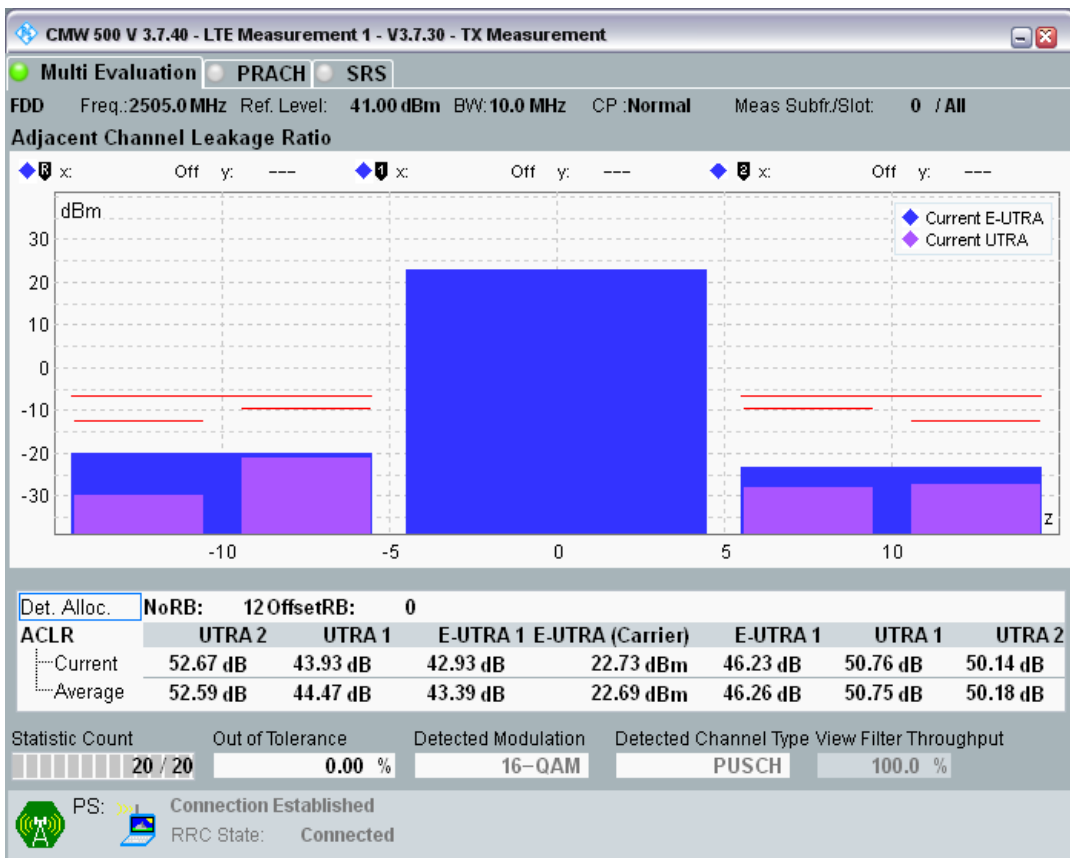 CMW 500 V 3.7.40 - LTE Measurement 1 - V3.7.30 - TX Measurement
Multi Evaluation PRACH SRS
FDD Freq.:2505.0 MHz Ref. Level: 41.00 dBm BW:10.0 MHz CP :Normal Meas Subfr./Slot: 0 / All
Adjacent Channel Leakage Ratio
R x: Off y: --- 1 x: Off y: --- 2 x: Off y: ---
dBm
Current E-UTRA
Current UTRA
30
20
10
0
-10
-20
-30
z
-10 -5 0 5 10
Det. Alloc. NoRB: 12 OffsetRB: 0
ACLR UTRA 2 UTRA 1 E-UTRA 1 E-UTRA (Carrier) E-UTRA 1 UTRA 1 UTRA 2
Current 52.67 dB 43.93 dB 42.93 dB 22.73 dBm 46.23 dB 50.76 dB 50.14 dB
Average 52.59 dB 44.47 dB 43.39 dB 22.69 dBm 46.26 dB 50.75 dB 50.18 dB
Statistic Count Out of Tolerance Detected Modulation Detected Channel Type View Filter Throughput
20 / 20 0.00 % 16-QAM PUSCH 100.0 %
PS: Connection Established
RRC State: Connected